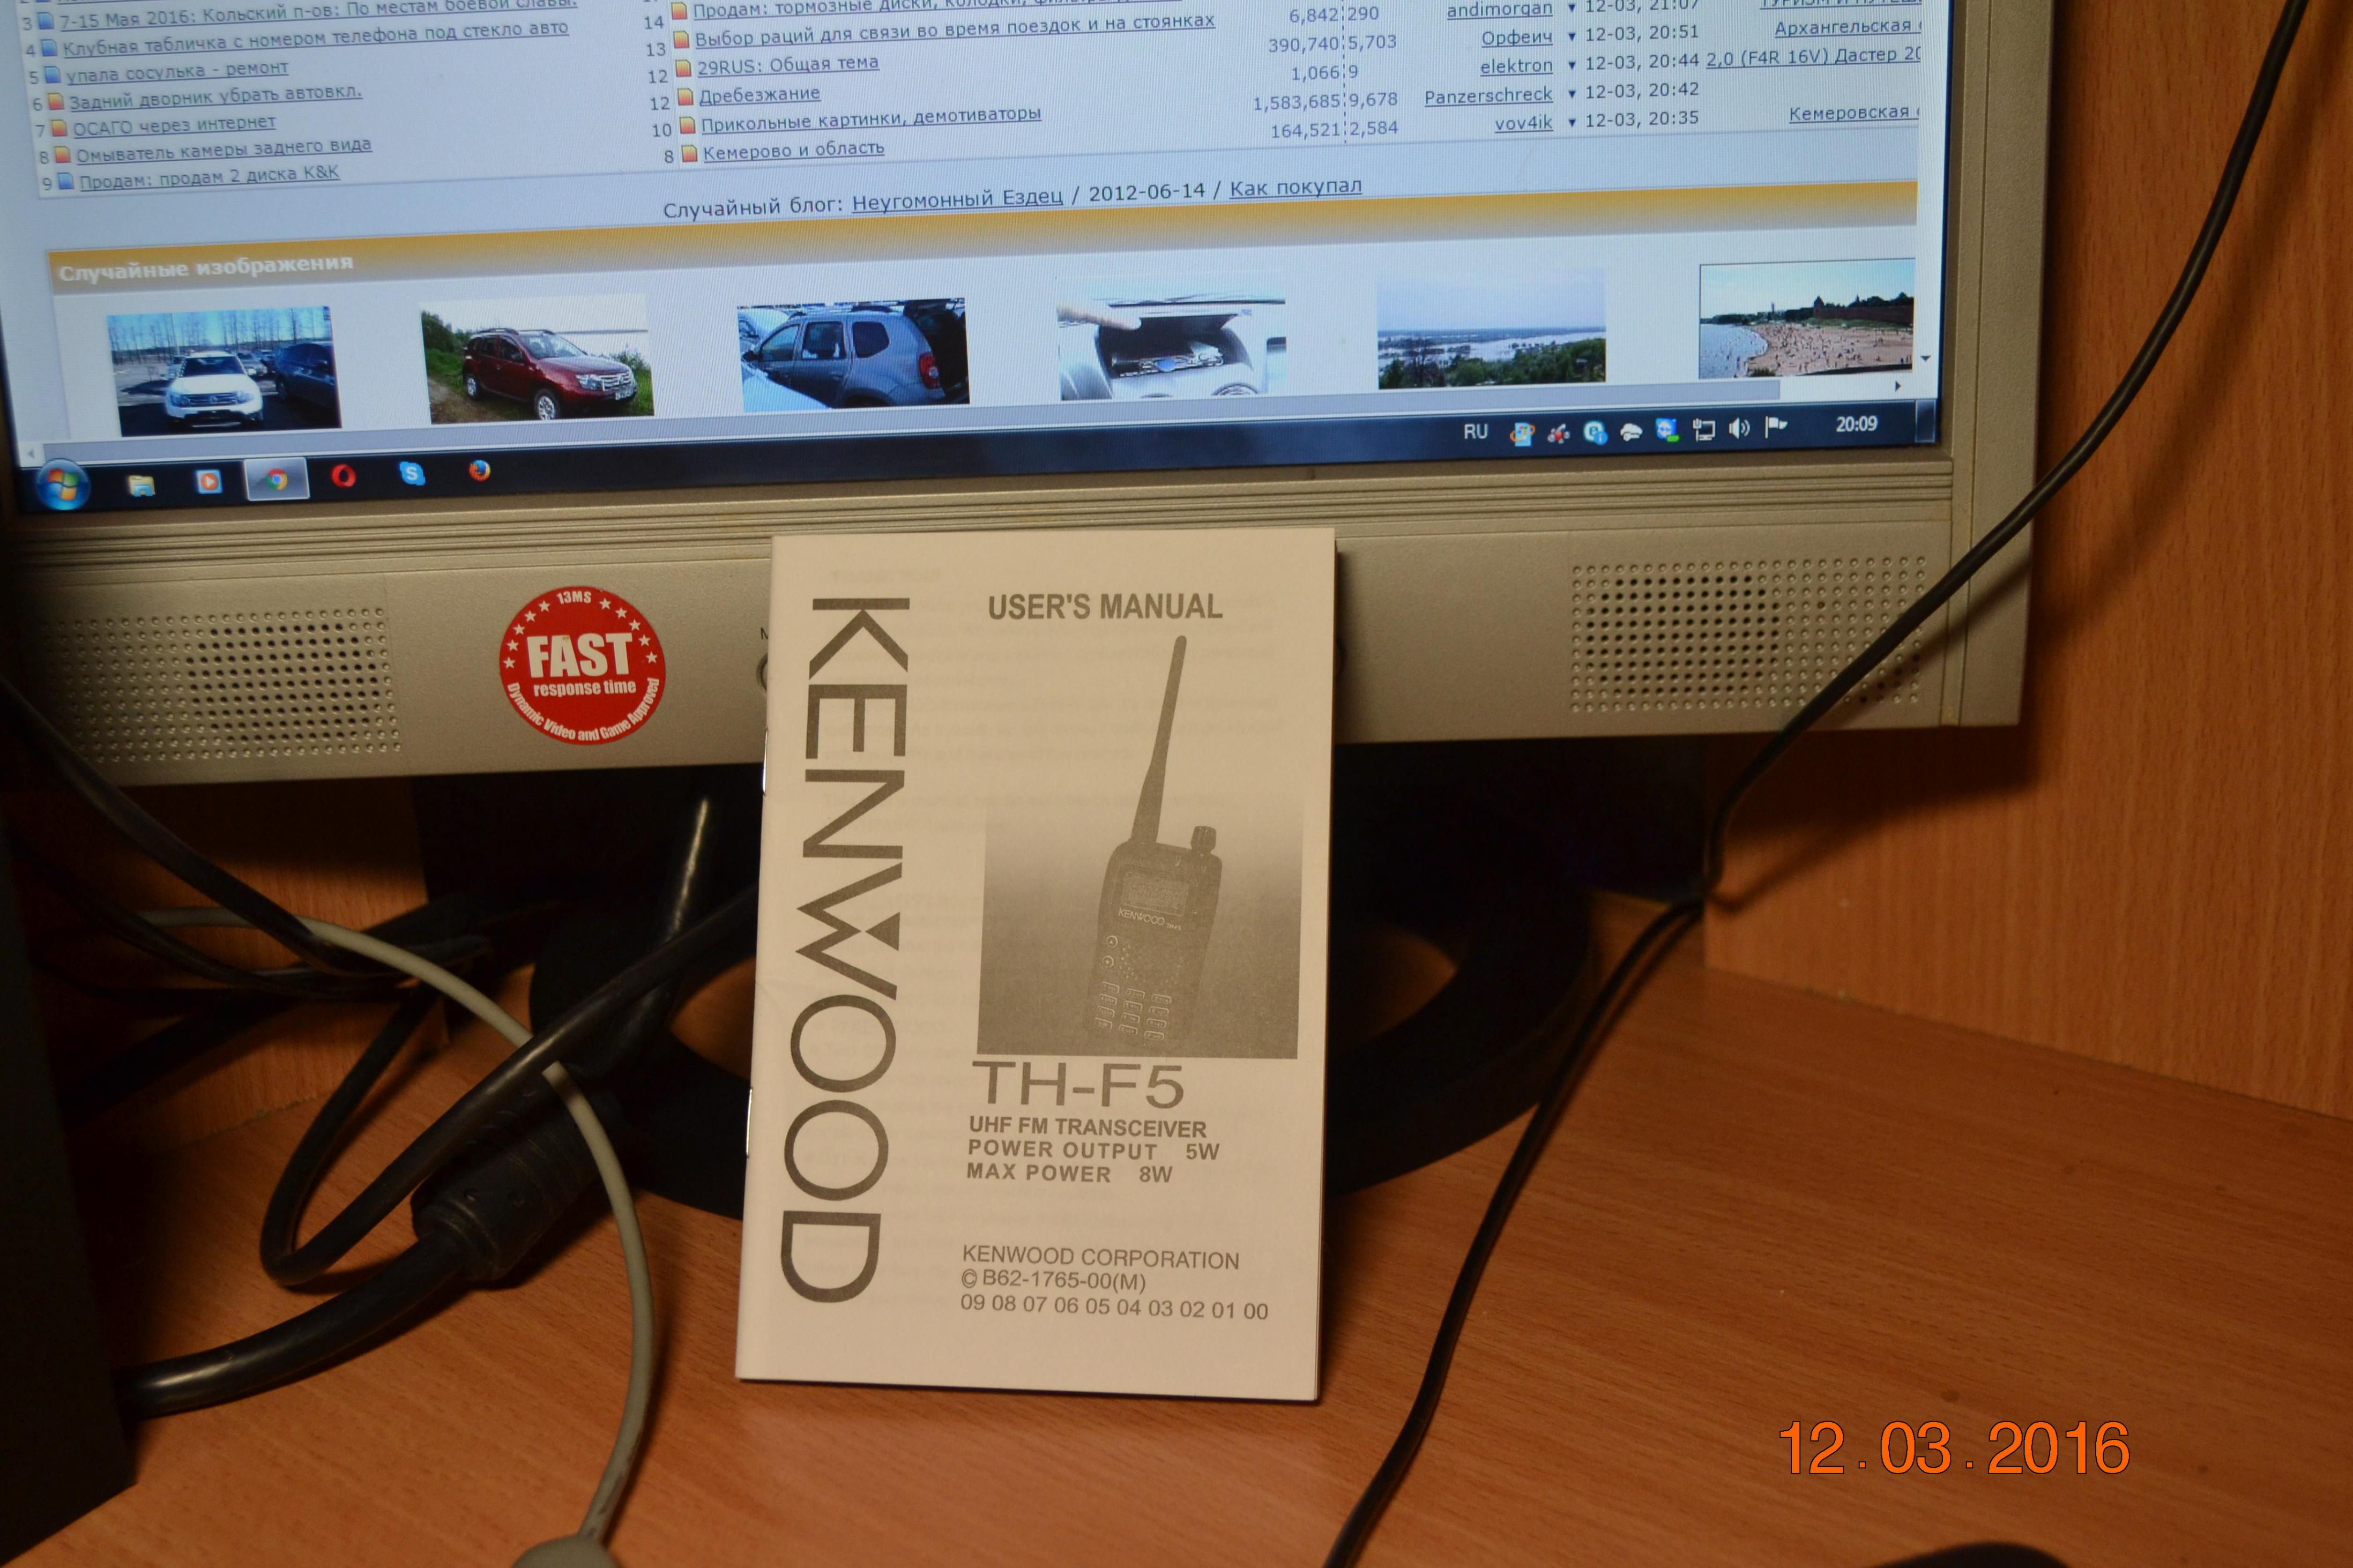 3 7-15 Мая 2016: Кольский п-ов: По местам боевой славы.
4 Клубная табличка с номером телефона под стекло авто
5 упала сосулька - ремонт
6 Задний дворник убрать автовкл.
7 ОСАГО через интернет
8 Омыватель камеры заднего вида
9 Продам: продам 2 диска K&K
14 Продам: тормозные диски, колодки,
13 Выбор раций для связи во время поездок и на стоянках
12 29RUS: Общая тема
12 Дребезжание
10 Прикольные картинки, демотиваторы
8 Кемерово и область
6,842 290 andimorgan 12-03, 21:07
390,740 5,703 Орфеич 12-03, 20:51 Архангельская
1,066 9 elektron 12-03, 20:44 2,0 (F4R 16V) Дастер 20
1,583,685 9,678 Panzerschreck 12-03, 20:42
164,521 2,584 vov4ik 12-03, 20:35 Кемеровская
Случайный блог: Неугомонный Ездец / 2012-06-14 / Как покупал
Случайные изображения
RU 20:09
13MS
FAST
response time
Dynamic Video and Game Approved
KENWOOD
USER'S MANUAL
KENWOOD
TH-F5
UHF FM TRANSCEIVER
POWER OUTPUT 5W
MAX POWER 8W
KENWOOD CORPORATION
© B62-1765-00(M)
09 08 07 06 05 04 03 02 01 00
12.03.2016